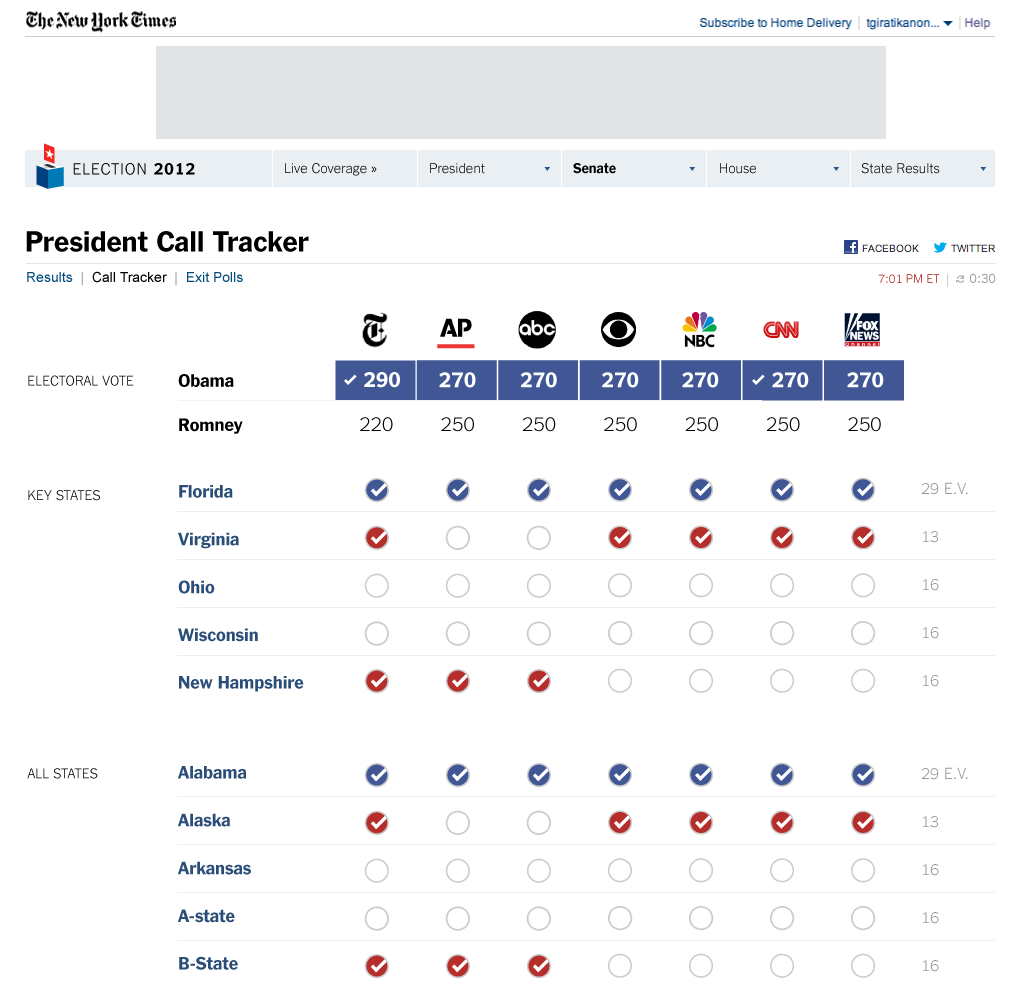 The New York Times
Subscribe to Home Delivery tgiratikanon... Help
ELECTION 2012 Live Coverage » President Senate House State Results
President Call Tracker
FACEBOOK TWITTER
Results | Call Tracker | Exit Polls
7:01 PM ET | 0:30
T AP abc NBC CNN FOX NEWS Channel
ELECTORAL VOTE Obama 290 270 270 270 270 270 270
Romney 220 250 250 250 250 250 250
KEY STATES Florida 29 E.V.
Virginia 13
Ohio 16
Wisconsin 16
New Hampshire 16
ALL STATES Alabama 29 E.V.
Alaska 13
Arkansas 16
A-state 16
B-State 16